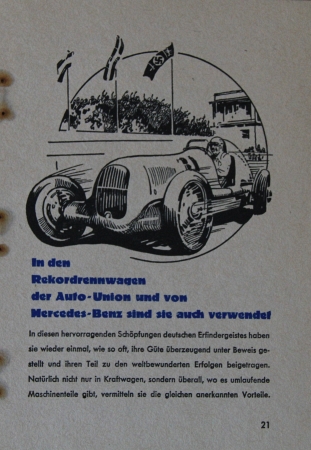 In den
Rekordrennwagen
der Auto-Union und von
Mercedes-Benz sind sie auch verwendet
In diesen hervorragenden Schöpfungen deutschen Erfindergeistes haben
sie wieder einmal, wie so oft, ihre Güte überzeugend unter Beweis ge-
stellt und ihren Teil zu den weltbewunderten Erfolgen beigetragen.
Natürlich nicht nur in Kraftwagen, sondern überall, wo es umlaufende
Maschinenteile gibt, vermitteln sie die gleichen anerkannten Vorteile.
21